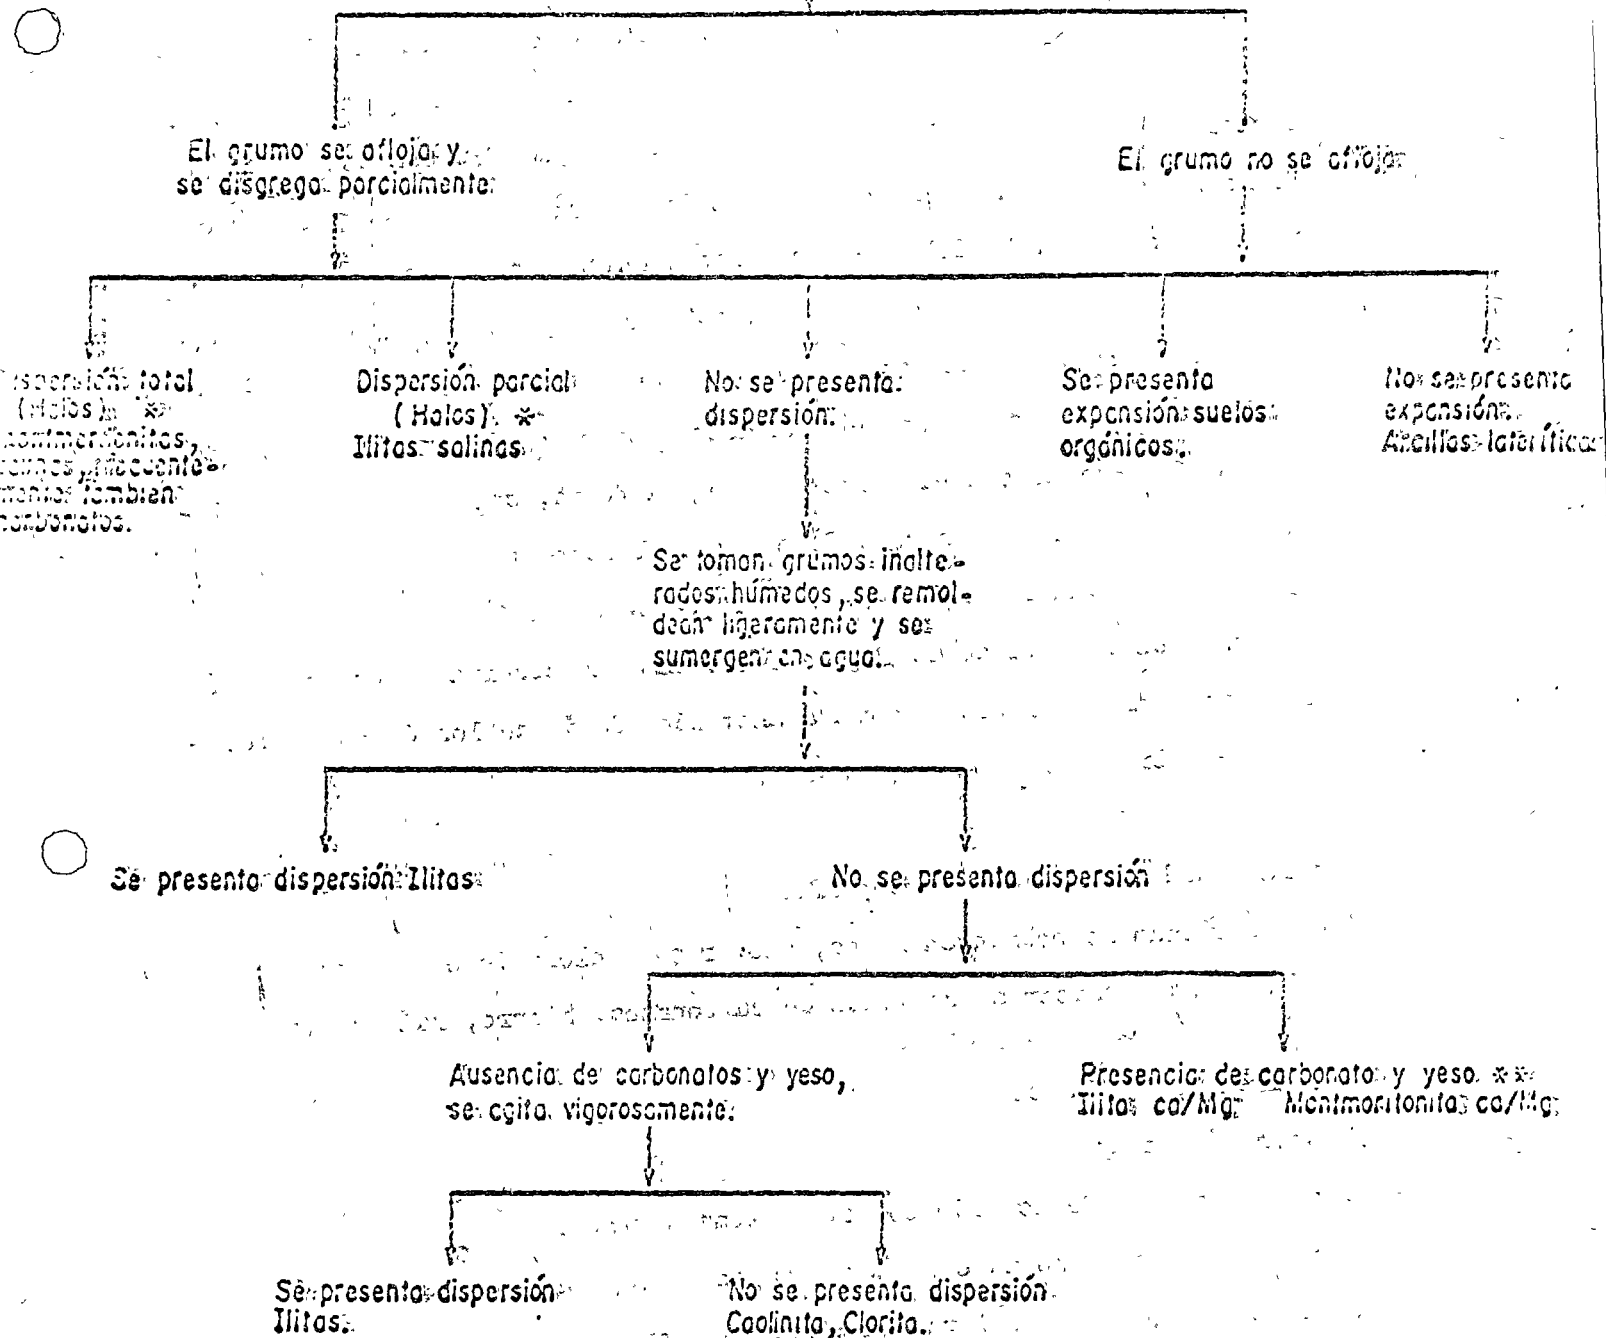 El grumo se afloja y
se disgrega parcialmente
El grumo no se afloja
total
(Halos) *
también
carbonatos.
Dispersión parcial
(Halos) *
Ilitas salinas
No se presenta
dispersión
Se presenta
expansión suelos
orgánicos
No se presenta
expansión
Arcillas lateríticas
Se toman grumos inalte-
rados húmedos, se remol-
dean ligeramente y se
sumergen en agua.
Se presenta dispersión Ilitas
No se presenta dispersión
Ausencia de carbonatos y yeso,
se agita vigorosamente.
Presencia de carbonato y yeso **
Ilitas ca/Mg Montmorilonitas ca/Mg
Se presenta dispersión
Ilitas.
No se presenta dispersión
Caolinita, Clorita.